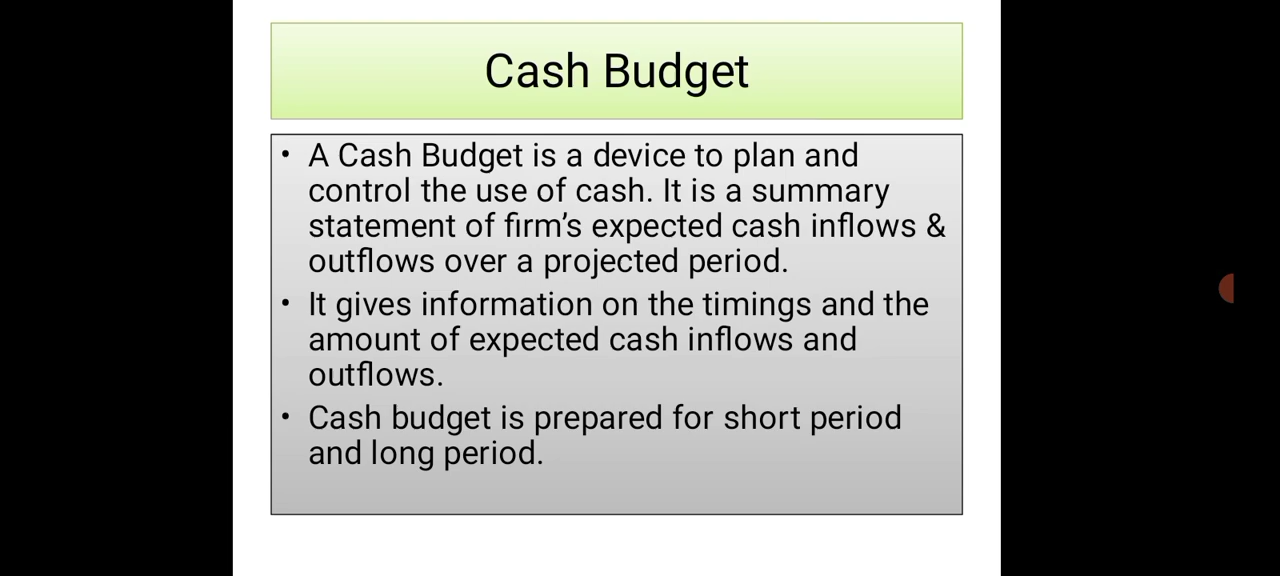 Cash Budget
• A Cash Budget is a device to plan and
control the use of cash. It is a summary
statement of firm’s expected cash inflows &
outflows over a projected period.
• It gives information on the timings and the
amount of expected cash inflows and
outflows.
• Cash budget is prepared for short period
and long period.